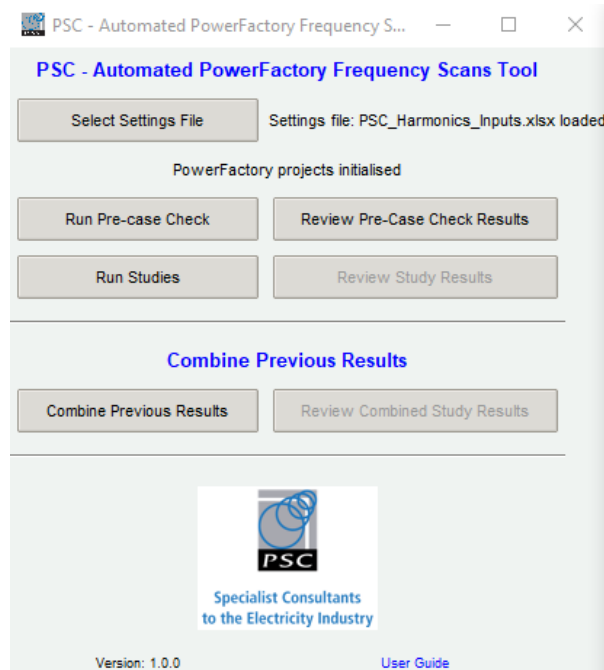 PSC - Automated PowerFactory Frequency S...
PSC - Automated PowerFactory Frequency Scans Tool
Select Settings File
Settings file: PSC_Harmonics_Inputs.xlsx loaded
PowerFactory projects initialised
Run Pre-case Check
Review Pre-Case Check Results
Run Studies
Review Study Results
Combine Previous Results
Combine Previous Results
Review Combined Study Results
PSC
Specialist Consultants
to the Electricity Industry
Version: 1.0.0
User Guide